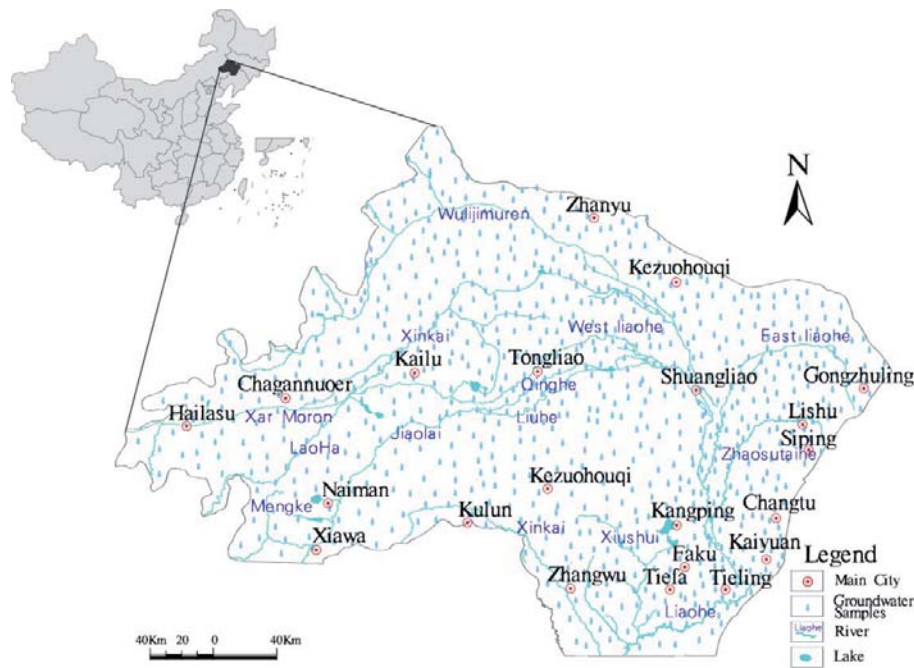 N
Zhanyu
Wulijimuren
Kezuohouqi
West liaohe
East liaohe
Xinkai
Kailu
Tongliao
Qinghe
Shuangliao
Gongzhuling
Chagannuoer
Hailasu
Xar Moron
Liuhe
Lishu
Jiaolai
Siping
LaoHa
Zhaosutaihe
Kezuohouqi
Naiman
Mengke
Kulun
Xinkai
Kangping
Changtu
Xiushui
Xiawa
Faku
Kaiyuan
Legend
Zhangwu
Tiefa
Tieling
Main City
Liaohe
Groundwater
Samples
Liaohe
River
Lake
40Km 20 0 40Km